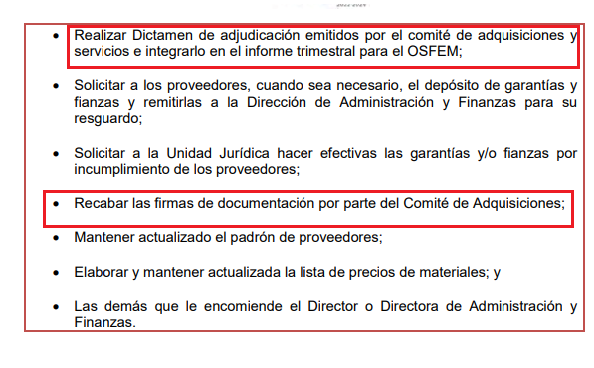 • Realizar Dictamen de adjudicación emitidos por el comité de adquisiciones y
servicios e integrarlo en el informe trimestral para el OSFEM;
• Solicitar a los proveedores, cuando sea necesario, el depósito de garantías y
fianzas y remitirlas a la Dirección de Administración y Finanzas para su
resguardo;
• Solicitar a la Unidad Jurídica hacer efectivas las garantías y/o fianzas por
incumplimiento de los proveedores;
• Recabar las firmas de documentación por parte del Comité de Adquisiciones;
• Mantener actualizado el padrón de proveedores;
• Elaborar y mantener actualizada la lista de precios de materiales; y
• Las demás que le encomiende el Director o Directora de Administración y
Finanzas.